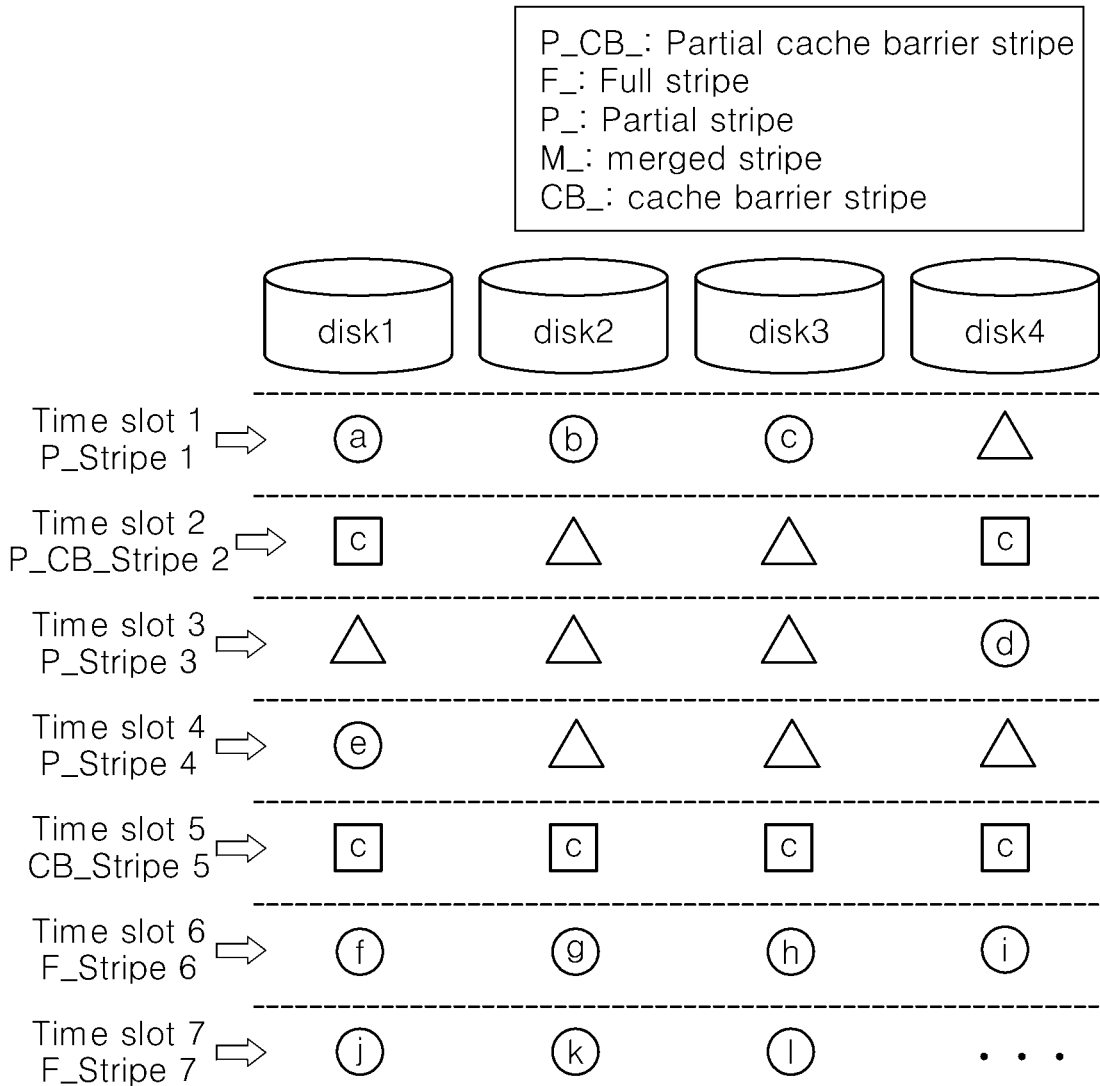 P_CB_: Partial cache barrier stripe
F_: Full stripe
P_: Partial stripe
M_: merged stripe
CB_: cache barrier stripe
disk1 disk2 disk3 disk4
Time slot 1
P_Stripe 1
a b c
Time slot 2
P_CB_Stripe 2
c c
Time slot 3
P_Stripe 3
d
Time slot 4
P_Stripe 4
e
Time slot 5
CB_Stripe 5
c c c c
Time slot 6
F_Stripe 6
f g h i
Time slot 7
F_Stripe 7
j k l . . .